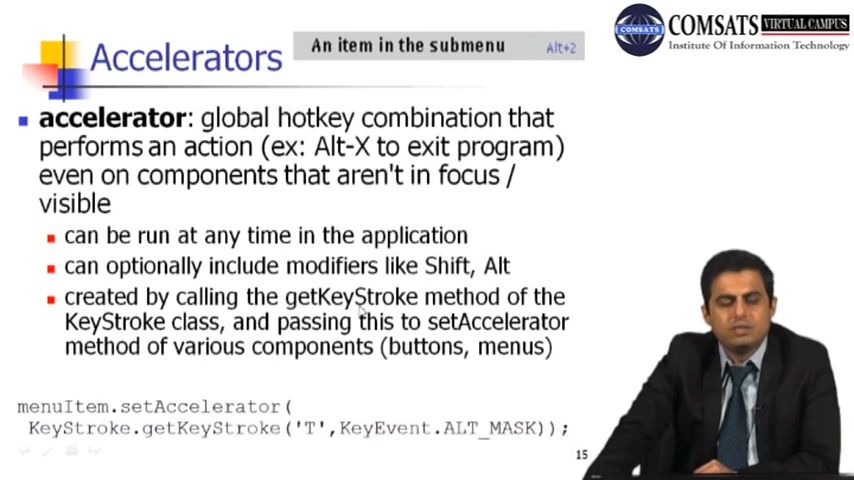 Accelerators
An item in the submenu Alt+2
COMSATS VIRTUAL CAMPUS
Institute Of Information Technology
accelerator: global hotkey combination that
performs an action (ex: Alt-X to exit program)
even on components that aren't in focus /
visible
can be run at any time in the application
can optionally include modifiers like Shift, Alt
created by calling the getKeyStroke method of the
KeyStroke class, and passing this to setAccelerator
method of various components (buttons, menus)
menuItem.setAccelerator(
KeyStroke.getKeyStroke('T',KeyEvent.ALT_MASK));
15